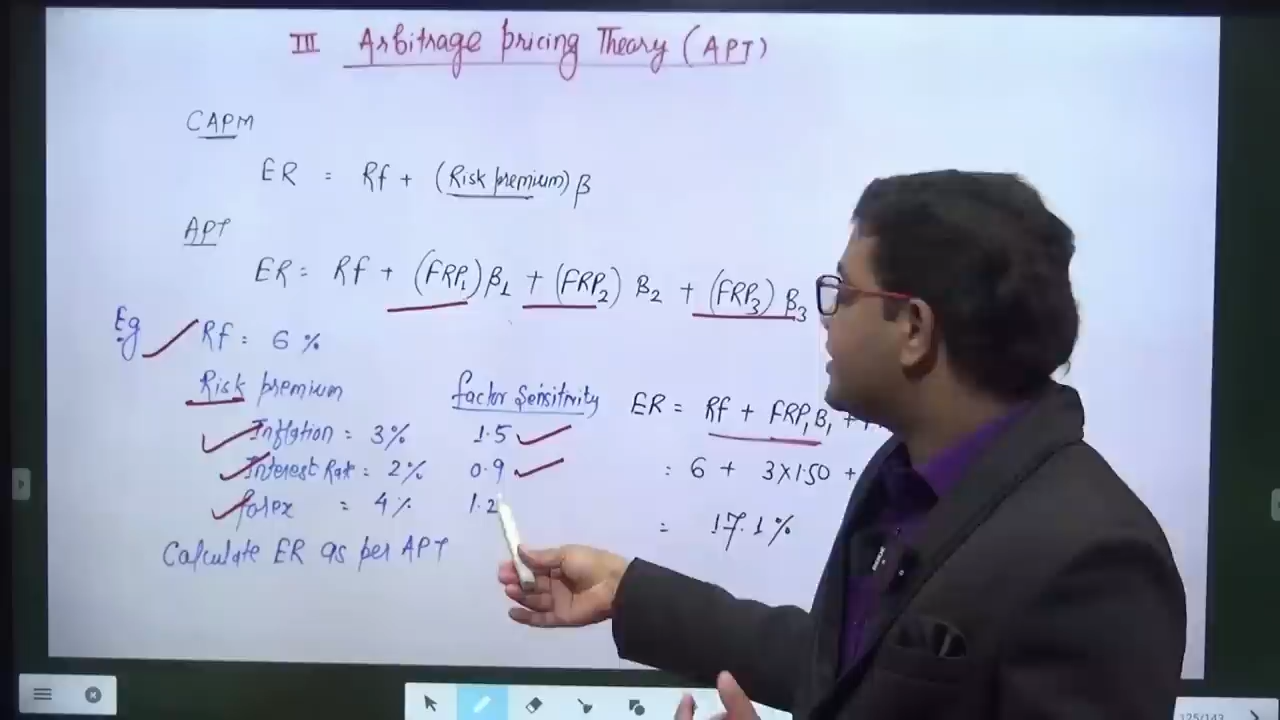 III Arbitrage pricing Theory (APT)
CAPM
ER = Rf + (Risk premium) β
APT
ER = Rf + (FRP1) β1 + (FRP2) β2 + (FRP3) β3
Eg Rf = 6 %
Risk premium factor Sensitivity
Inflation = 3% 1.5
Interest Rate = 2% 0.9
forex = 4% 1.2
Calculate ER as per APT
ER = Rf + FRP1 β1 +
= 6 + 3×1.50 +
= 17.1%
125/143